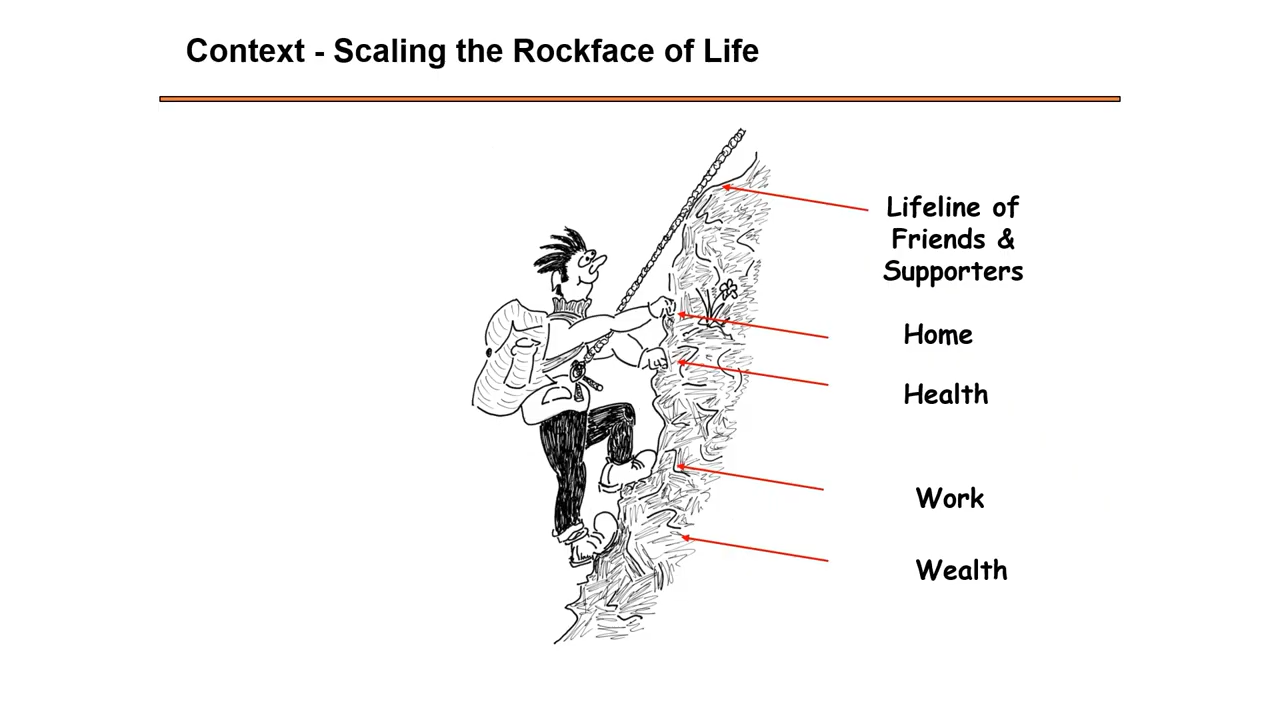 Context - Scaling the Rockface of Life
Lifeline of
Friends &
Supporters
Home
Health
Work
Wealth